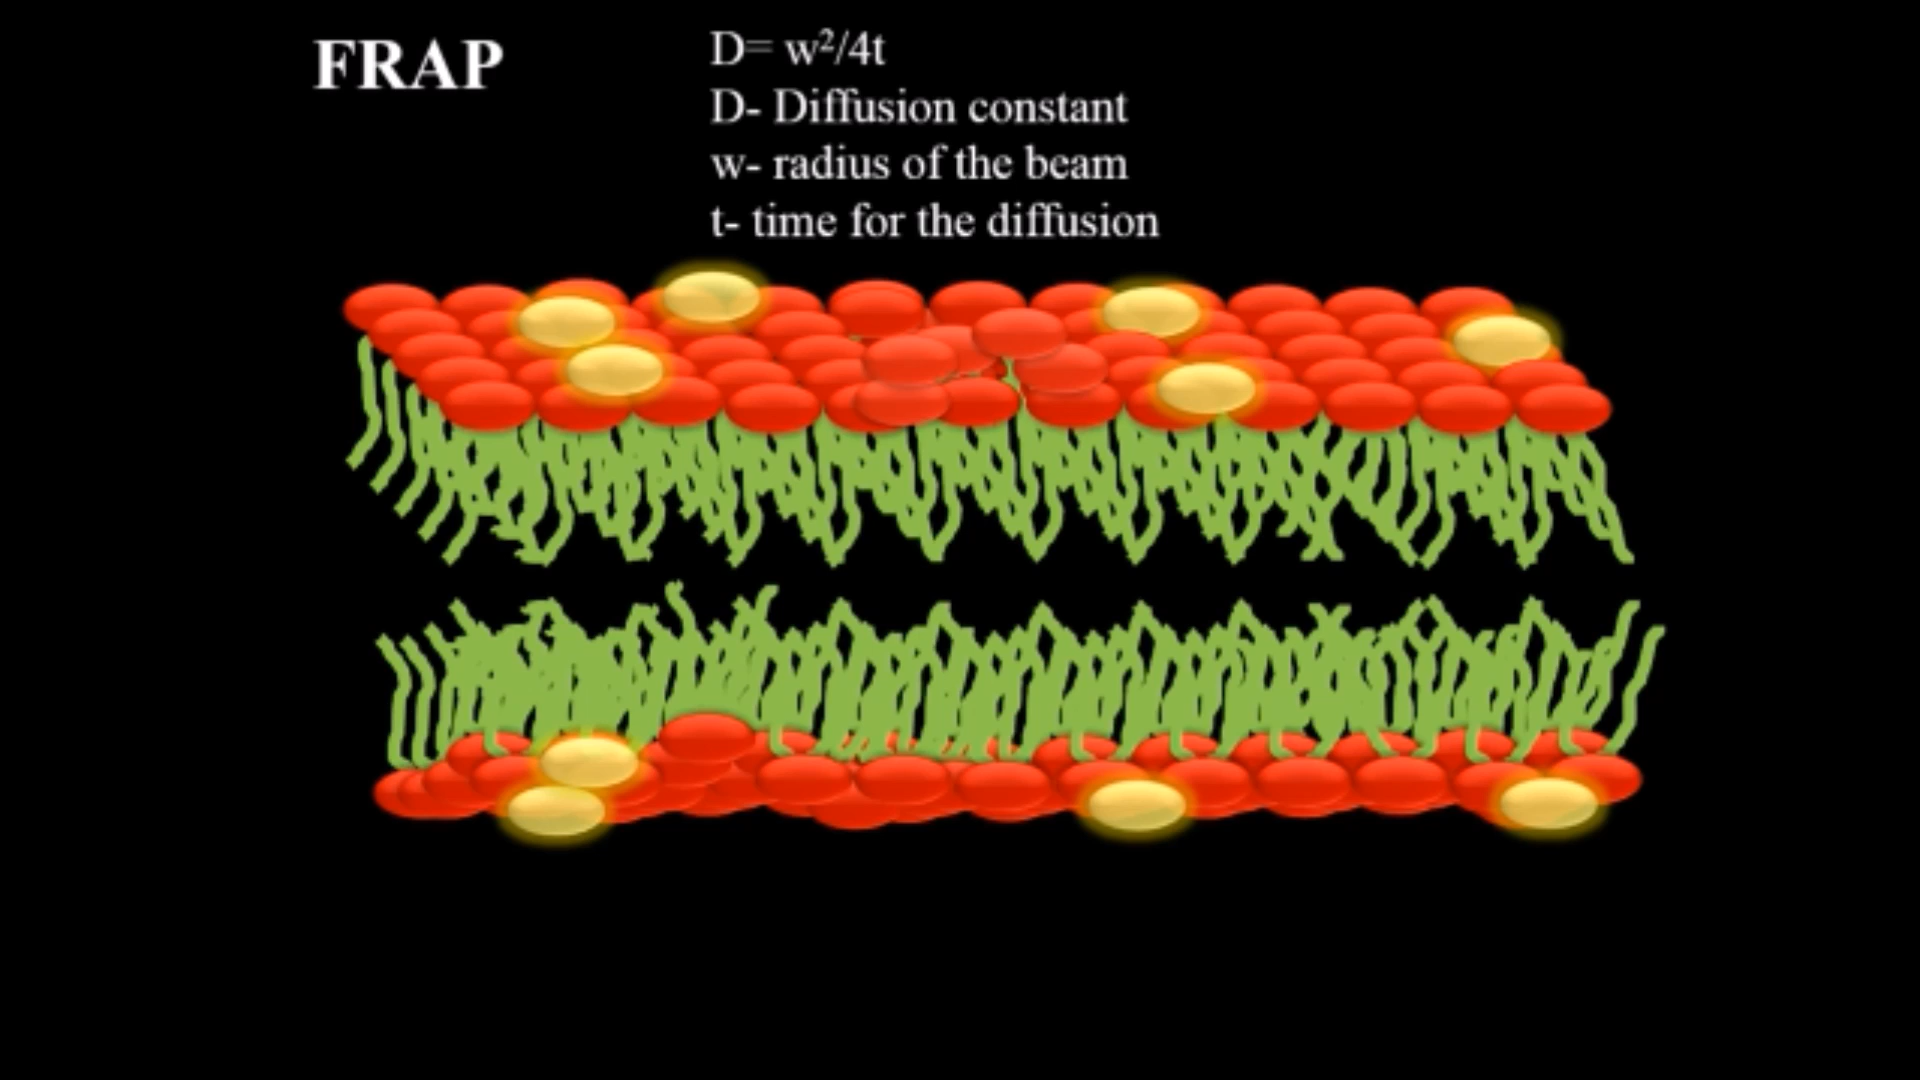 FRAP
D= w²/4t
D- Diffusion constant
w- radius of the beam
t- time for the diffusion